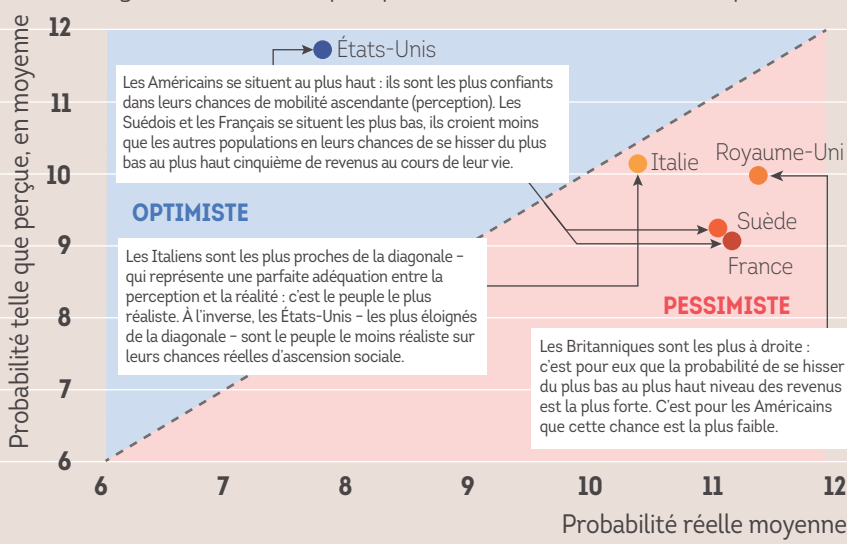 Probabilité telle que perçue, en moyenne
12
11
10
9
8
7
6
États-Unis
Les Américains se situent au plus haut : ils sont les plus confiants
dans leurs chances de mobilité ascendante (perception). Les
Suédois et les Français se situent les plus bas, ils croient moins
que les autres populations en leurs chances de se hisser du plus
bas au plus haut cinquième de revenus au cours de leur vie.
Italie
Royaume-Uni
OPTIMISTE
Suède
France
Les Italiens sont les plus proches de la diagonale –
qui représente une parfaite adéquation entre la
perception et la réalité : c'est le peuple le plus
réaliste. À l'inverse, les États-Unis – les plus éloignés
de la diagonale – sont le peuple le moins réaliste sur
leurs chances réelles d'ascension sociale.
PESSIMISTE
Les Britanniques sont les plus à droite :
c'est pour eux que la probabilité de se hisser
du plus bas au plus haut niveau des revenus
est la plus forte. C'est pour les Américains
que cette chance est la plus faible.
6 7 8 9 10 11 12
Probabilité réelle moyenne